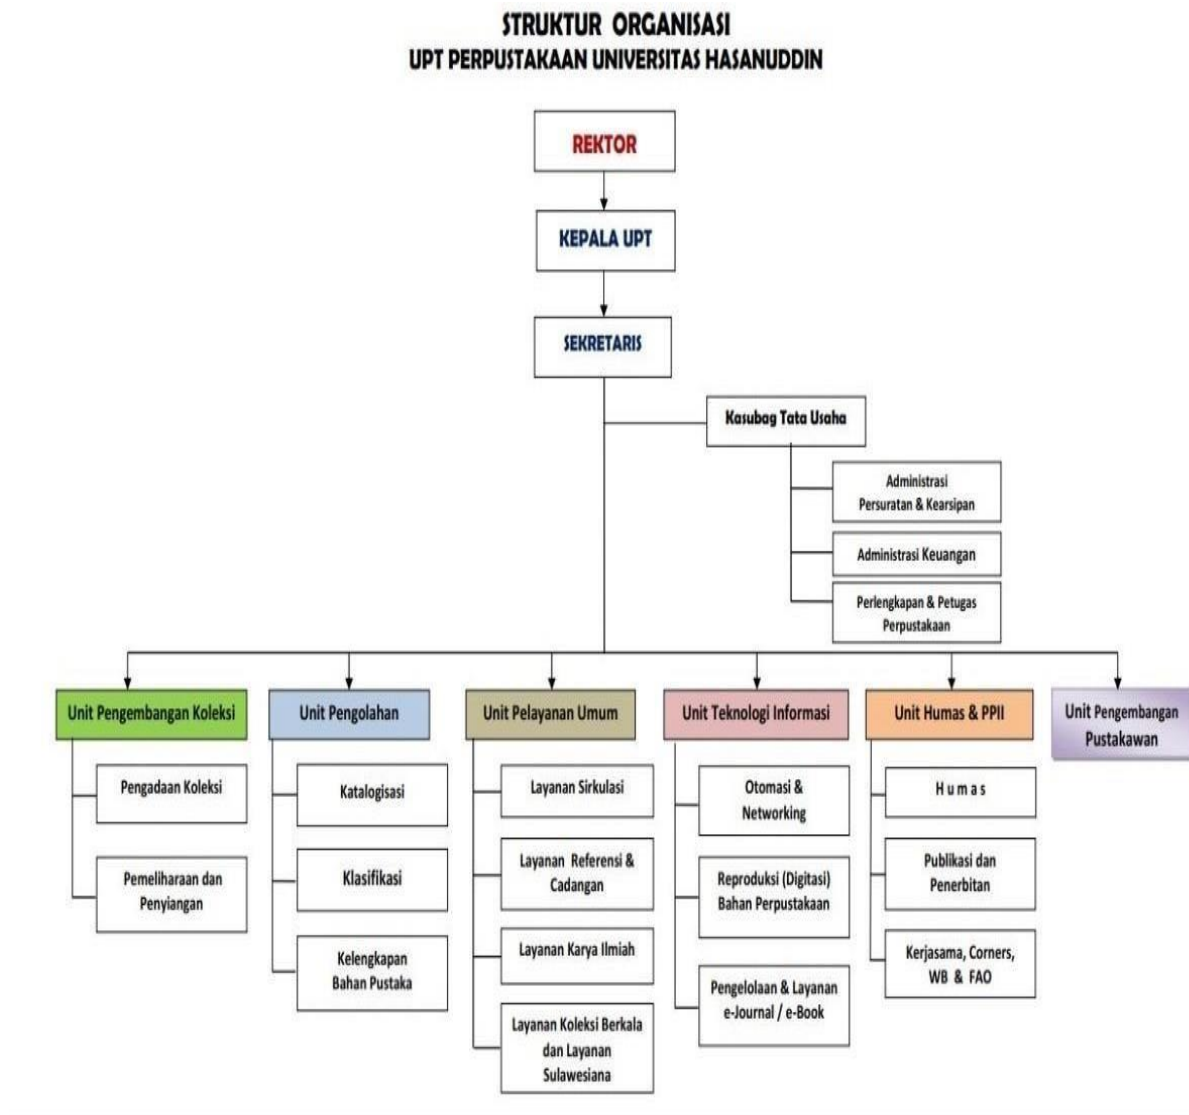 STRUKTUR ORGANISASI
UPT PERPUSTAKAAN UNIVERSITAS HASANUDDIN
REKTOR
KEPALA UPT
SEKRETARIS
Kasubag Tata Usaha
Administrasi
Persuratan & Kearsipan
Administrasi Keuangan
Perlengkapan & Petugas
Perpustakaan
Unit Pengembangan Koleksi
Pengadaan Koleksi
Pemeliharaan dan
Penyiangan
Unit Pengolahan
Katalogisasi
Klasifikasi
Kelengkapan
Bahan Pustaka
Unit Pelayanan Umum
Layanan Sirkulasi
Layanan Referensi &
Cadangan
Layanan Karya Ilmiah
Layanan Koleksi Berkala
dan Layanan
Sulawesiana
Unit Teknologi Informasi
Otomasi &
Networking
Reproduksi (Digitasi)
Bahan Perpustakaan
Pengelolaan & Layanan
e-Journal / e-Book
Unit Humas & PPII
H u m a s
Publikasi dan
Penerbitan
Kerjasama, Corners,
WB & FAO
Unit Pengembangan
Pustakawan